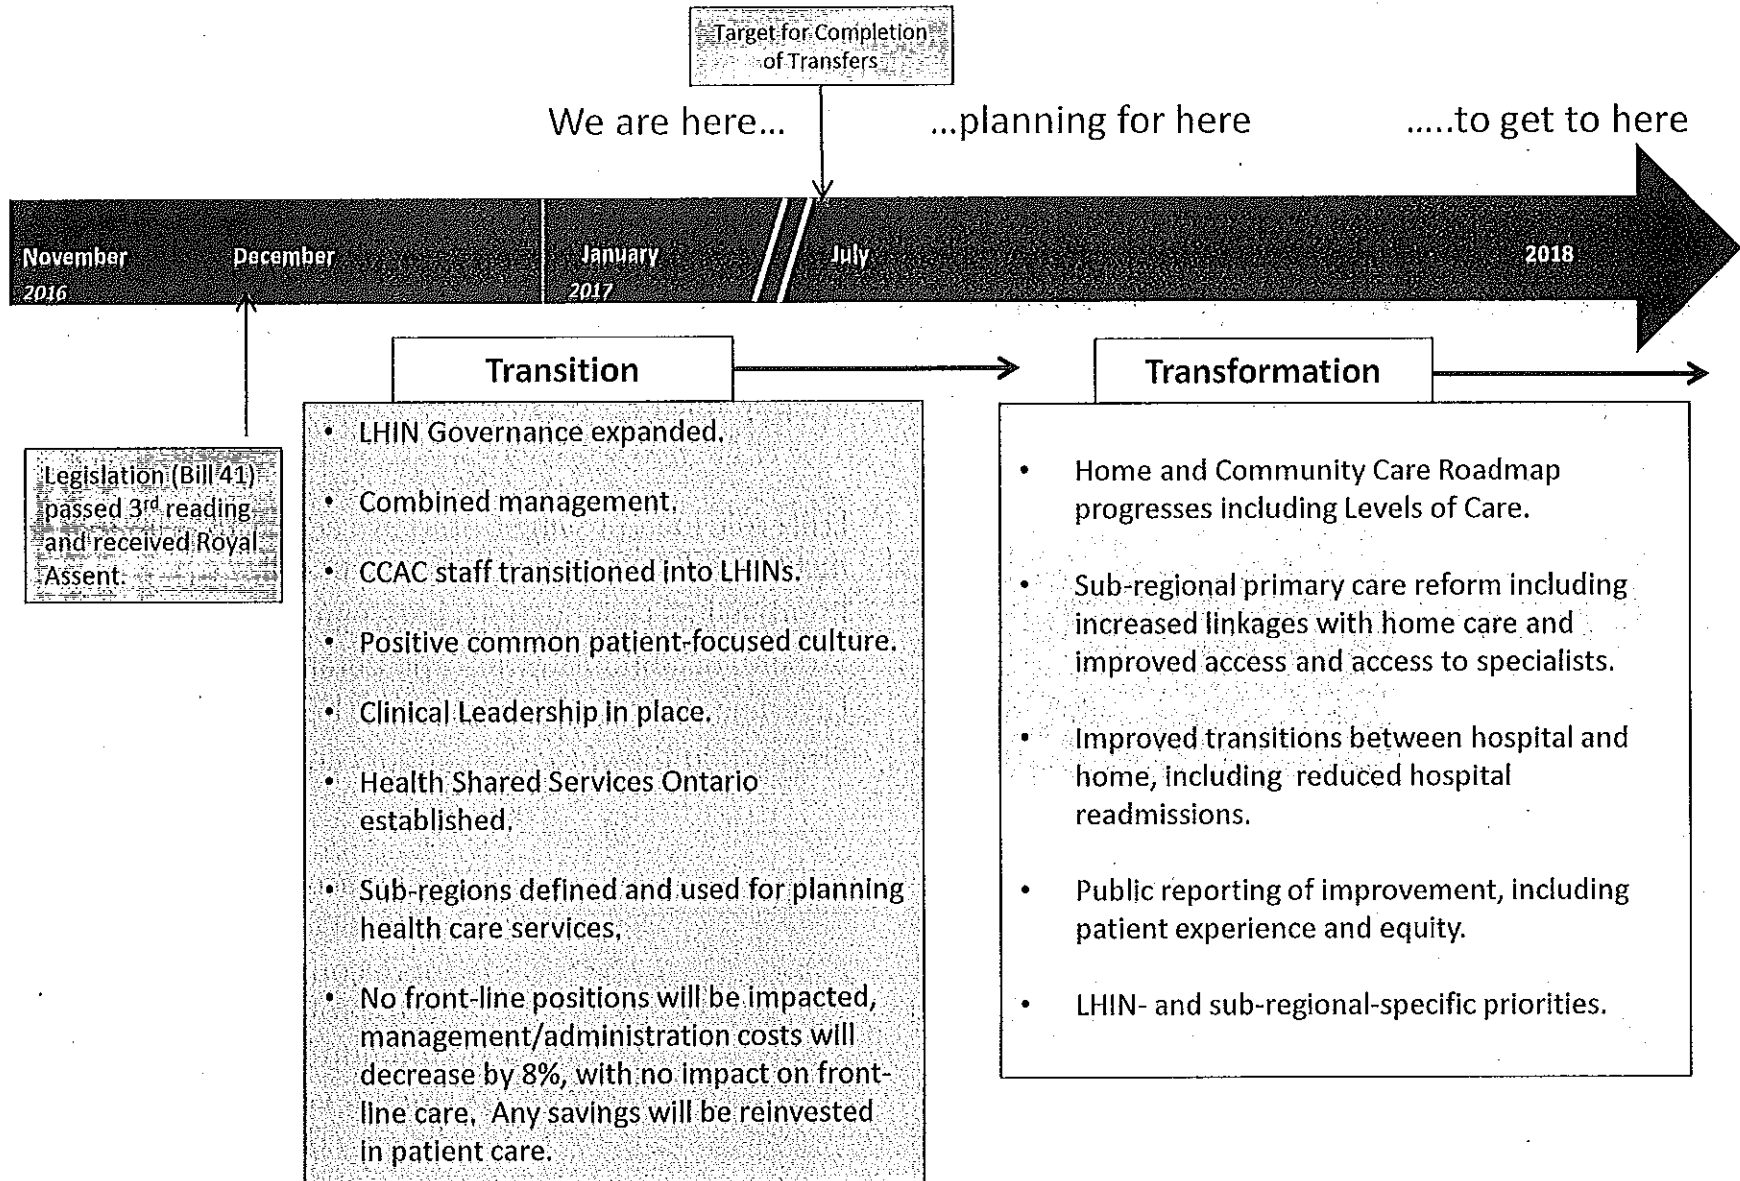 Target for Completion
of Transfers
We are here...
...planning for here
.....to get to here
November
2016
December
January
2017
July
2018
Transition
Transformation
Legislation (Bill 41)
passed 3rd reading
and received Royal
Assent.
• LHIN Governance expanded.
• Combined management.
• CCAC staff transitioned into LHINs.
• Positive common patient-focused culture.
• Clinical Leadership in place.
• Health Shared Services Ontario
established.
• Sub-regions defined and used for planning
health care services.
• No front-line positions will be impacted,
management/administration costs will
decrease by 8%, with no impact on front-
line care. Any savings will be reinvested
in patient care.
• Home and Community Care Roadmap
progresses including Levels of Care.
• Sub-regional primary care reform including
increased linkages with home care and
improved access and access to specialists.
• Improved transitions between hospital and
home, including reduced hospital
readmissions.
• Public reporting of improvement, including
patient experience and equity.
• LHIN- and sub-regional-specific priorities.